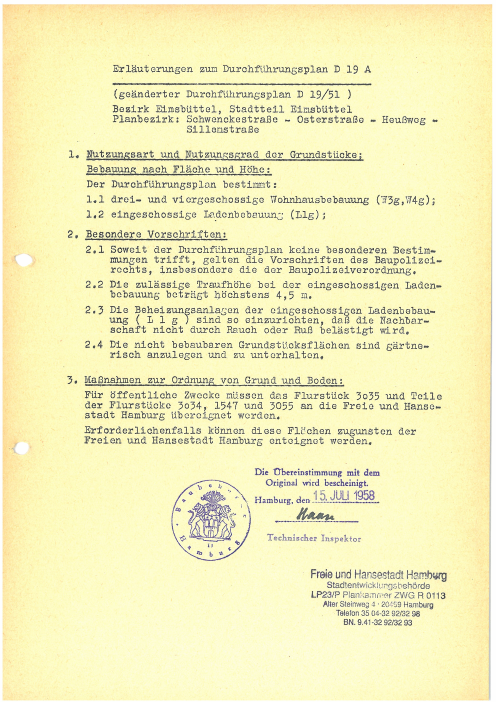 Erläuterungen zum Durchführungsplan D 19 A
(geänderter Durchführungsplan D 19/51 )
Bezirk Eimsbüttel, Stadtteil Eimsbüttel
Planbezirk: Schwenckestraße - Osterstraße - Heußweg -
Sillemstraße
1. Nutzungsart und Nutzungsgrad der Grundstücke:
Bebauung nach Fläche und Höhe:
Der Durchführungsplan bestimmt:
1.1 drei- und viergeschossige Wohnhausbebauung (W3g,W4g);
1.2 eingeschossige Ladenbebauung (L1g);
2. Besondere Vorschriften:
2.1 Soweit der Durchführungsplan keine besonderen Bestim-
mungen trifft, gelten die Vorschriften des Baupolizei-
rechts, insbesondere die der Baupolizeiverordnung.
2.2 Die zulässige Traufhöhe bei der eingeschossigen Laden-
bebauung beträgt höchstens 4,5 m.
2.3 Die Beheizungsanlagen der eingeschossigen Ladenbebau-
ung ( L 1 g ) sind so einzurichten, daß die Nachbar-
schaft nicht durch Rauch oder Ruß belästigt wird.
2.4 Die nicht bebaubaren Grundstücksflächen sind gärtne-
risch anzulegen und zu unterhalten.
3. Maßnahmen zur Ordnung von Grund und Boden:
Für öffentliche Zwecke müssen das Flurstück 3o35 und Teile
der Flurstücke 3o34, 1547 und 3055 an die Freie und Hanse-
stadt Hamburg übereignet werden.
Erforderlichenfalls können diese Flächen zugunsten der
Freien und Hansestadt Hamburg enteignet werden.
Die Übereinstimmung mit dem
Original wird bescheinigt.
Hamburg, den 15. JULI 1958
Haan
Technischer Inspektor
Baubehörde
Hamburg
Freie und Hansestadt Hamburg
Stadtentwicklungsbehörde
LP23/P Plankammer ZWG R 0113
Alter Steinweg 4 · 20459 Hamburg
Telefon 35 04-32 92/32 98
BN. 9.41-32 92/32 93